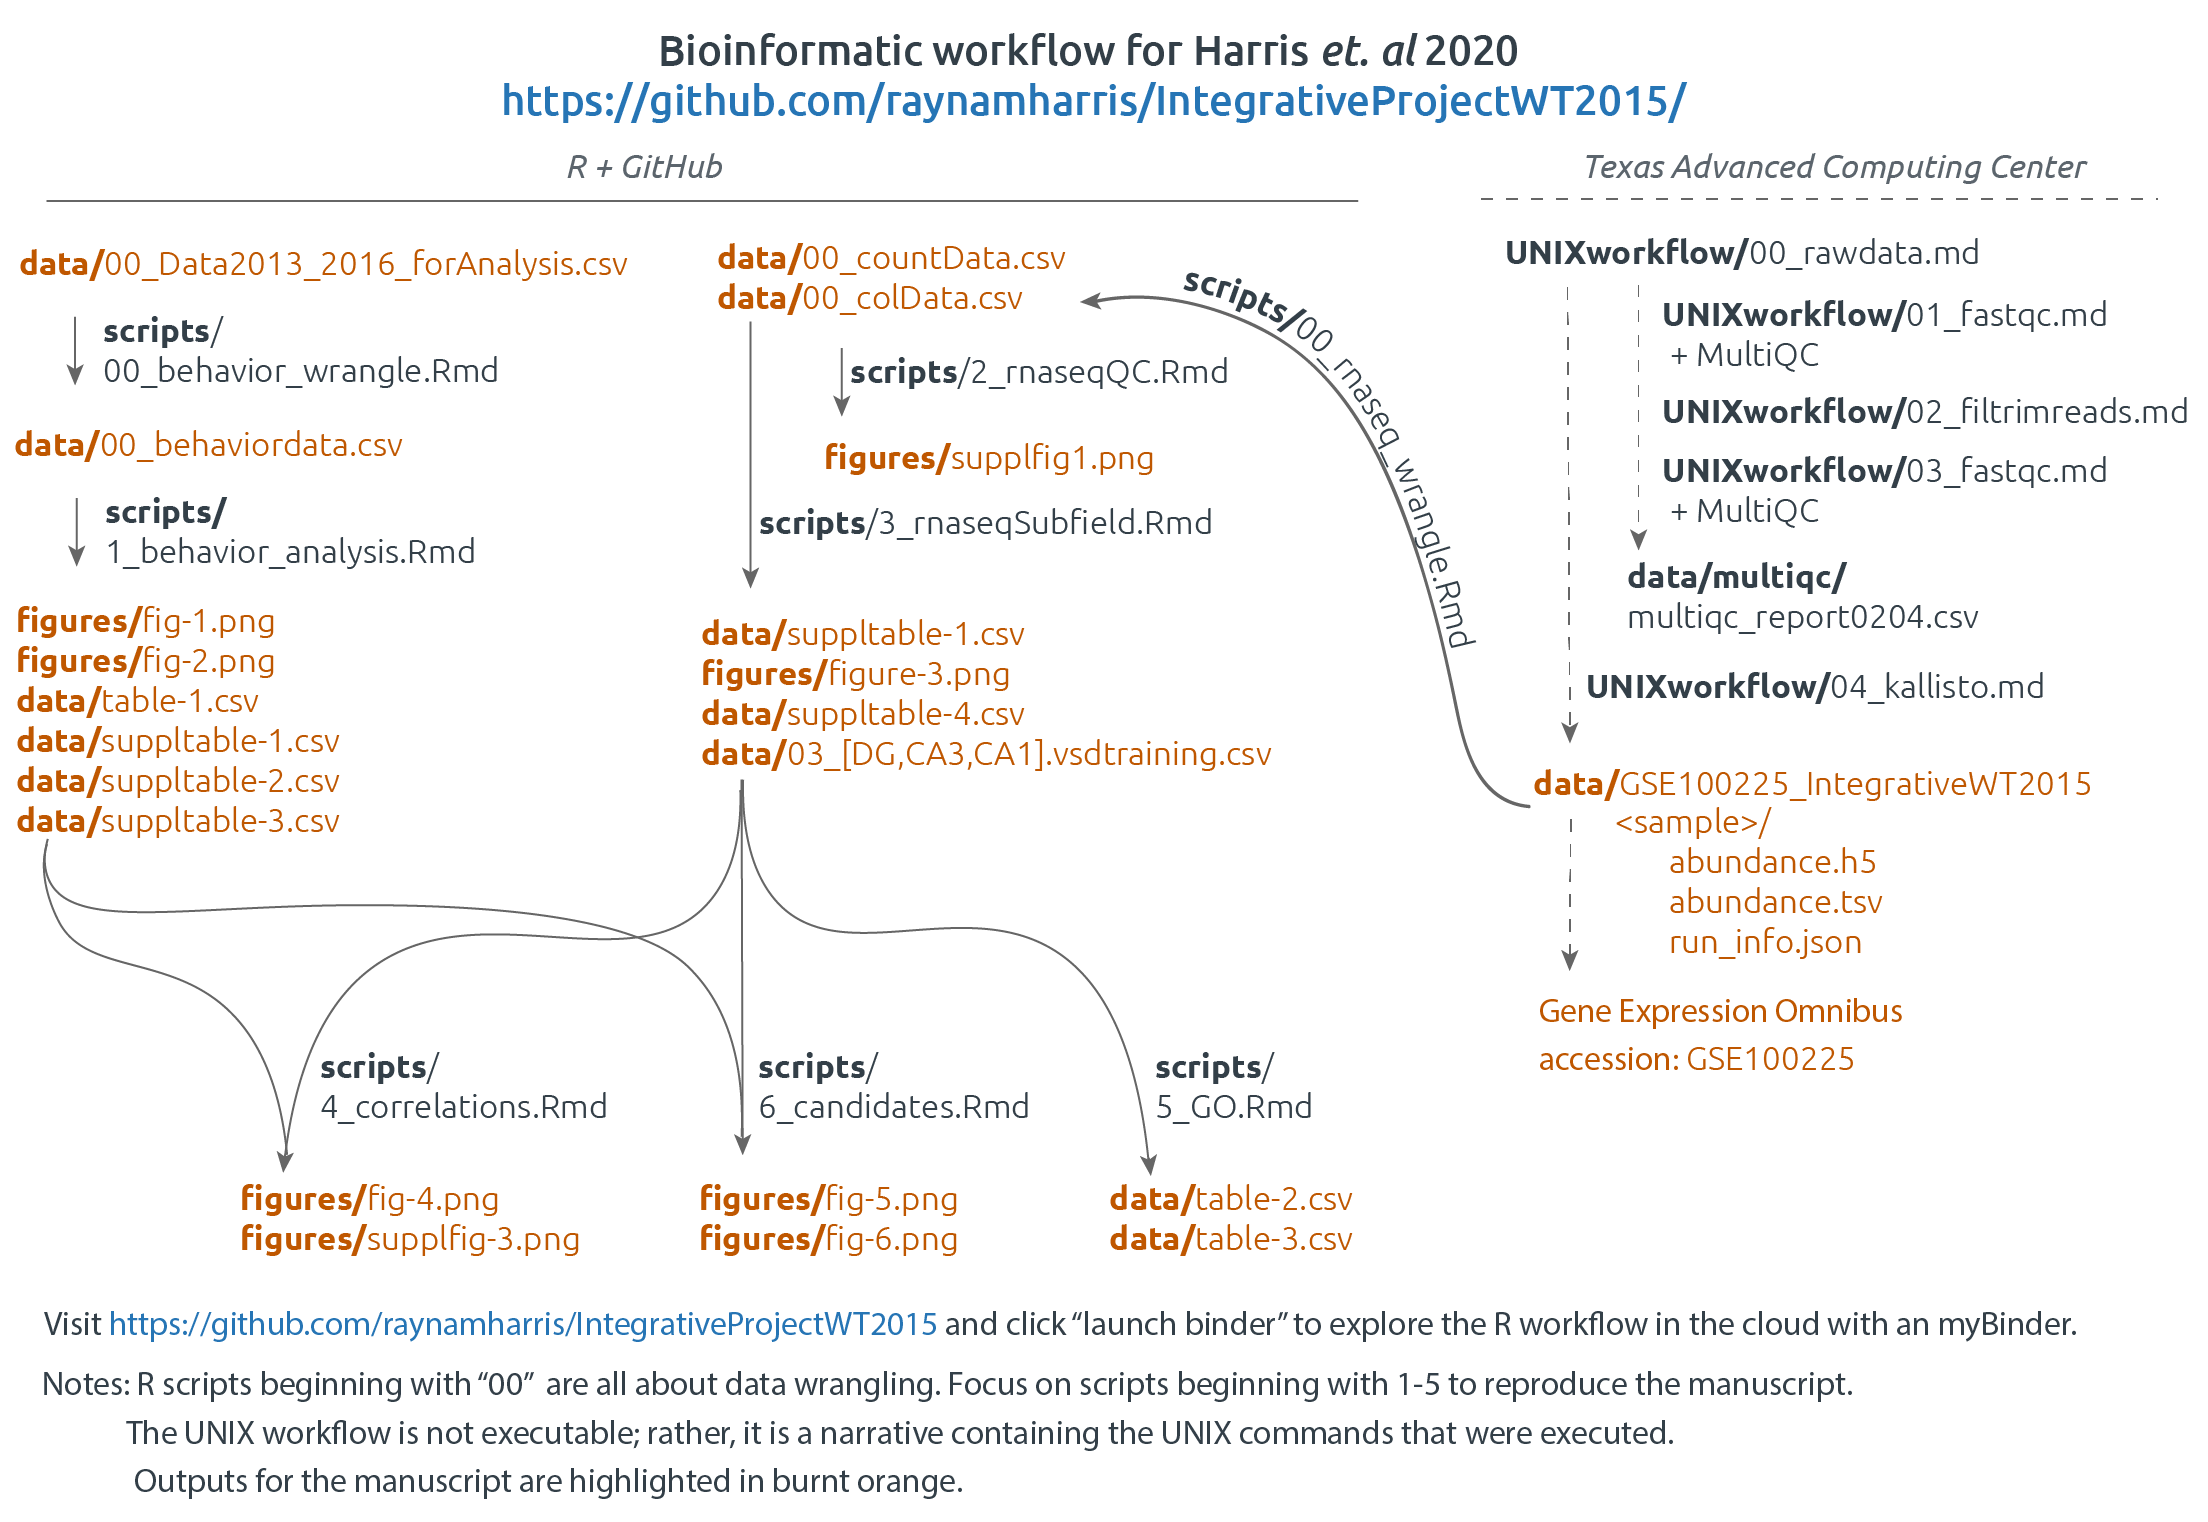 Bioinformatic workflow for Harris et. al 2020
https://github.com/raynamharris/IntegrativeProjectWT2015/
R + GitHub
data/00_Data2013_2016_forAnalysis.csv
scripts/
00_behavior_wrangle.Rmd
data/00_behaviordata.csv
scripts/
1_behavior_analysis.Rmd
figures/fig-1.png
figures/fig-2.png
data/table-1.csv
data/suppltable-1.csv
data/suppltable-2.csv
data/suppltable-3.csv
data/00_countData.csv
data/00_colData.csv
scripts/2_rnaseqQC.Rmd
figures/supplfig1.png
scripts/3_rnaseqSubfield.Rmd
data/suppltable-1.csv
figures/figure-3.png
data/suppltable-4.csv
data/03_[DG,CA3,CA1].vsdtraining.csv
scripts/00_rnaseq_wrangle.Rmd
scripts/
4_correlations.Rmd
figures/fig-4.png
figures/supplfig-3.png
scripts/
6_candidates.Rmd
figures/fig-5.png
figures/fig-6.png
scripts/
5_GO.Rmd
data/table-2.csv
data/table-3.csv
Texas Advanced Computing Center
UNIXworkflow/00_rawdata.md
UNIXworkflow/01_fastqc.md
+ MultiQC
UNIXworkflow/02_filtrimreads.md
UNIXworkflow/03_fastqc.md
+ MultiQC
data/multiqc/
multiqc_report0204.csv
UNIXworkflow/04_kallisto.md
data/GSE100225_IntegrativeWT2015
<sample>/
abundance.h5
abundance.tsv
run_info.json
Gene Expression Omnibus
accession: GSE100225
Visit https://github.com/raynamharris/IntegrativeProjectWT2015 and click “launch binder” to explore the R workflow in the cloud with an myBinder.
Notes: R scripts beginning with “00” are all about data wrangling. Focus on scripts beginning with 1-5 to reproduce the manuscript.
The UNIX workflow is not executable; rather, it is a narrative containing the UNIX commands that were executed.
Outputs for the manuscript are highlighted in burnt orange.